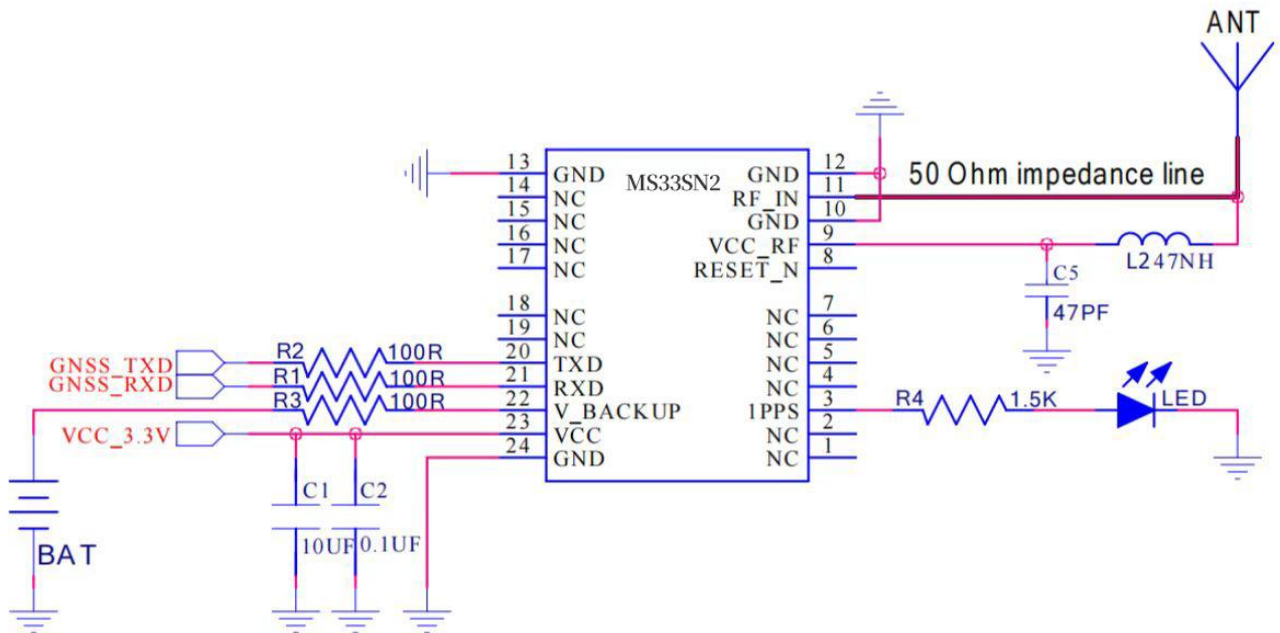 ANT
50 Ohm impedance line
MS33SN2
13 GND
14 NC
15 NC
16 NC
17 NC
18 NC
19 NC
20 TXD
21 RXD
22 V_BACKUP
23 VCC
24 GND
GND 12
RF_IN 11
GND 10
VCC_RF 9
RESET_N 8
NC 7
NC 6
NC 5
NC 4
1PPS 3
NC 2
NC 1
L2 47NH
C5
47PF
R4 1.5K LED
GNSS_TXD R2 100R
GNSS_RXD R1 100R
R3 100R
VCC_3.3V
C1 C2
10UF 0.1UF
BAT